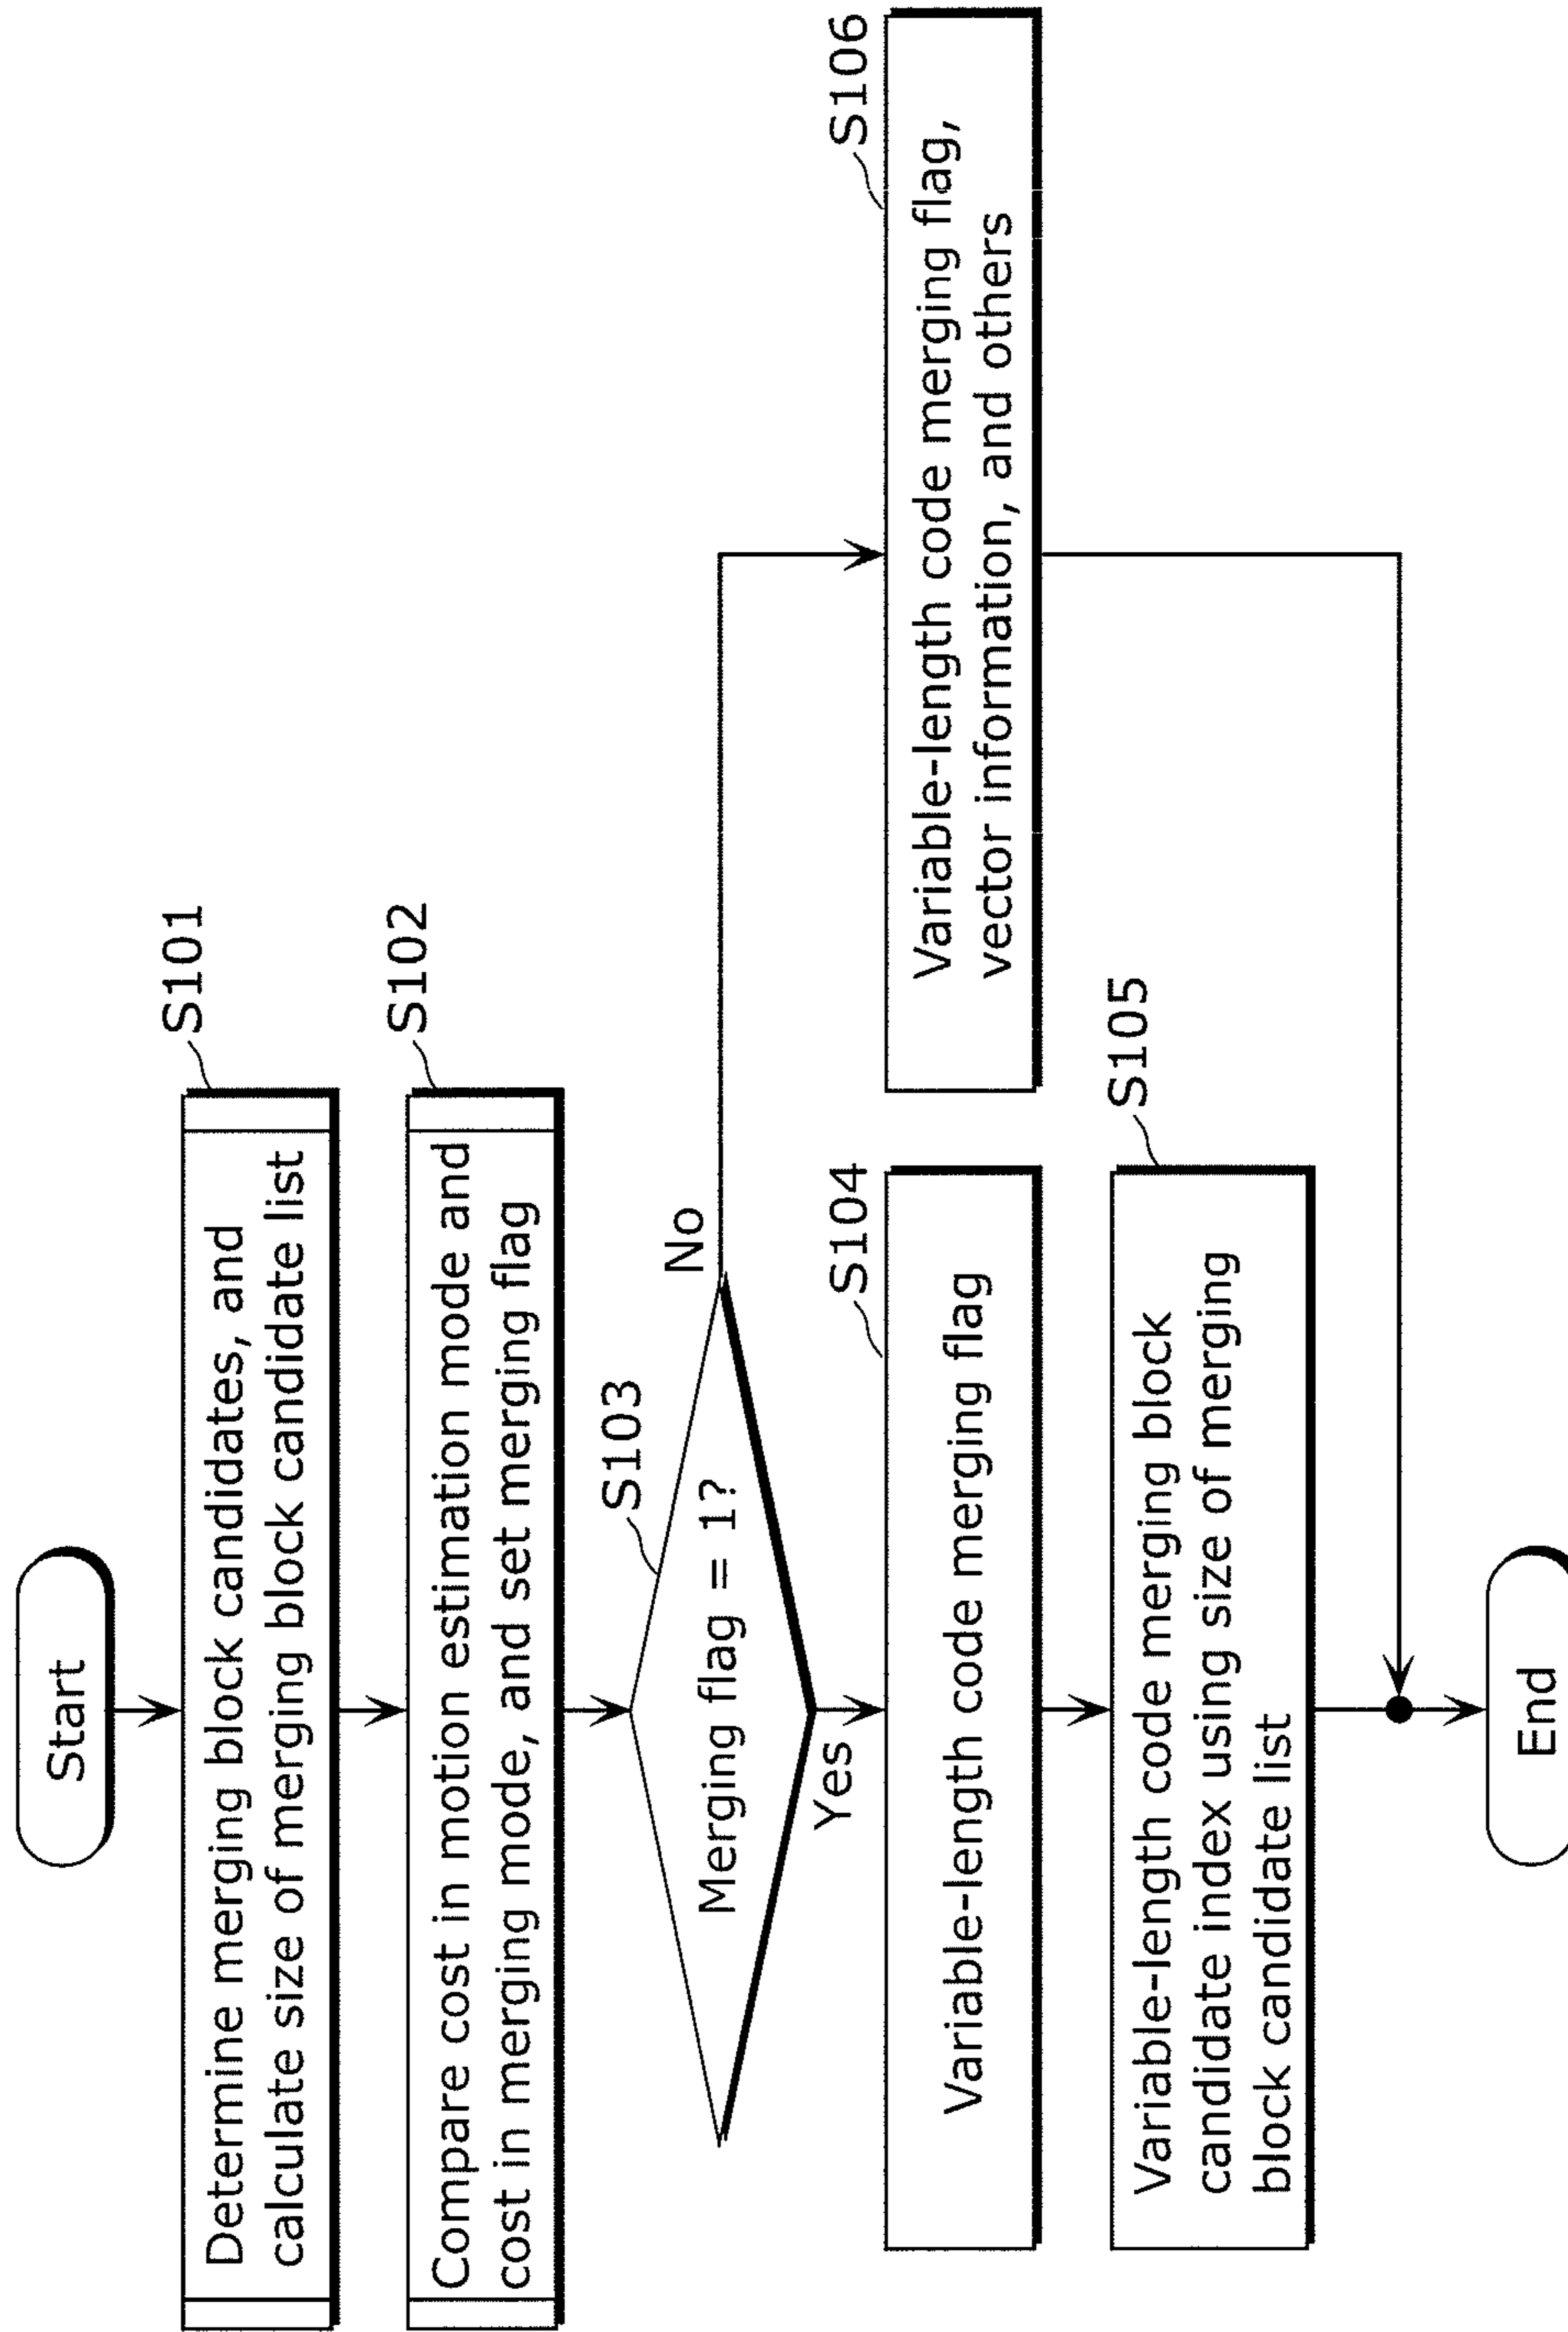 Start
S101
Determine merging block candidates, and
calculate size of merging block candidate list
S102
Compare cost in motion estimation mode and
cost in merging mode, and set merging flag
S103
Merging flag = 1?
No
Yes
S104
Variable-length code merging flag
S106
Variable-length code merging flag,
vector information, and others
S105
Variable-length code merging block
candidate index using size of merging
block candidate list
End